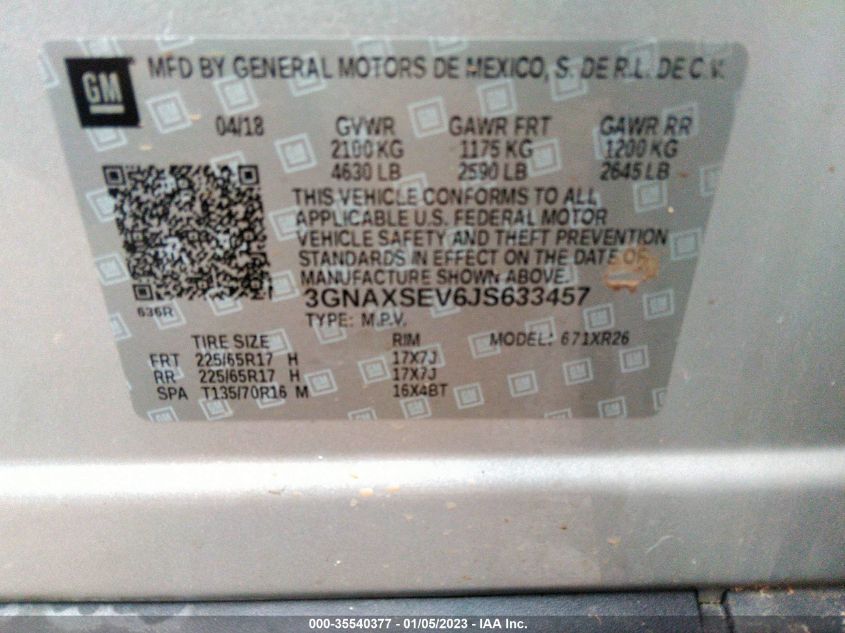 GM
MFD BY GENERAL MOTORS DE MEXICO, S. DE R.L. DE C.V.
04/18 GVWR GAWR FRT GAWR RR
2100 KG 1175 KG 1200 KG
4630 LB 2590 LB 2645 LB
THIS VEHICLE CONFORMS TO ALL
APPLICABLE U.S. FEDERAL MOTOR
VEHICLE SAFETY AND THEFT PREVENTION
STANDARDS IN EFFECT ON THE DATE OF
MANUFACTURE SHOWN ABOVE.
636R
3GNAXSEV6JS633457
TYPE: M.P.V.
TIRE SIZE RIM MODEL: 671XR26
FRT 225/65R17 H 17X7J
RR 225/65R17 H 17X7J
SPA T135/70R16 M 16X4BT
000-35540377 - 01/05/2023 - IAA Inc.